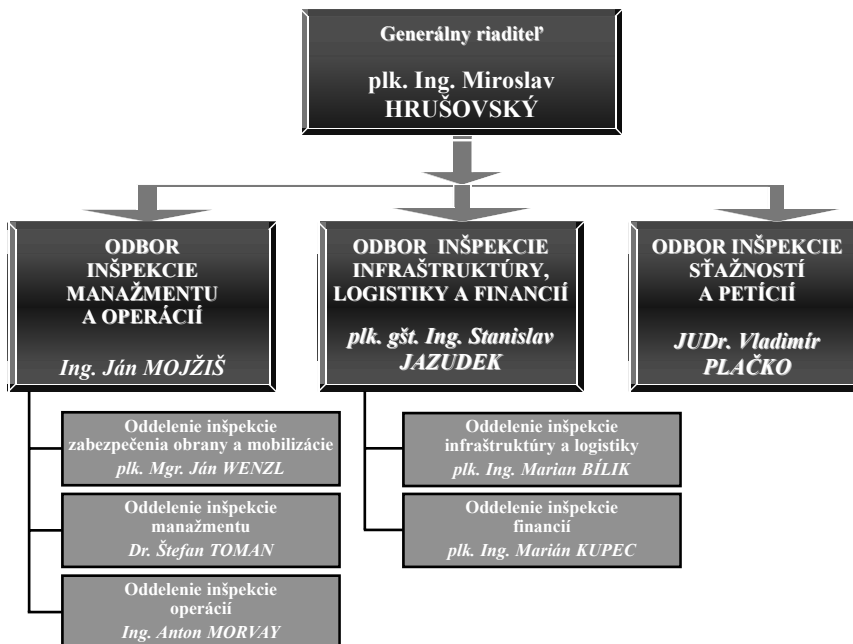 Generálny riaditeľ
plk. Ing. Miroslav
HRUŠOVSKÝ
ODBOR
INŠPEKCIE
MANAŽMENTU
A OPERÁCIÍ
Ing. Ján MOJŽIŠ
ODBOR INŠPEKCIE
INFRAŠTRUKTÚRY,
LOGISTIKY A FINANCIÍ
plk. gšt. Ing. Stanislav
JAZUDEK
ODBOR INŠPEKCIE
SŤAŽNOSTÍ
A PETÍCIÍ
JUDr. Vladimír
PLAČKO
Oddelenie inšpekcie
zabezpečenia obrany a mobilizácie
plk. Mgr. Ján WENZL
Oddelenie inšpekcie
manažmentu
Dr. Štefan TOMAN
Oddelenie inšpekcie
operácií
Ing. Anton MORVAY
Oddelenie inšpekcie
infraštruktúry a logistiky
plk. Ing. Marian BÍLIK
Oddelenie inšpekcie
financií
plk. Ing. Marián KUPEC